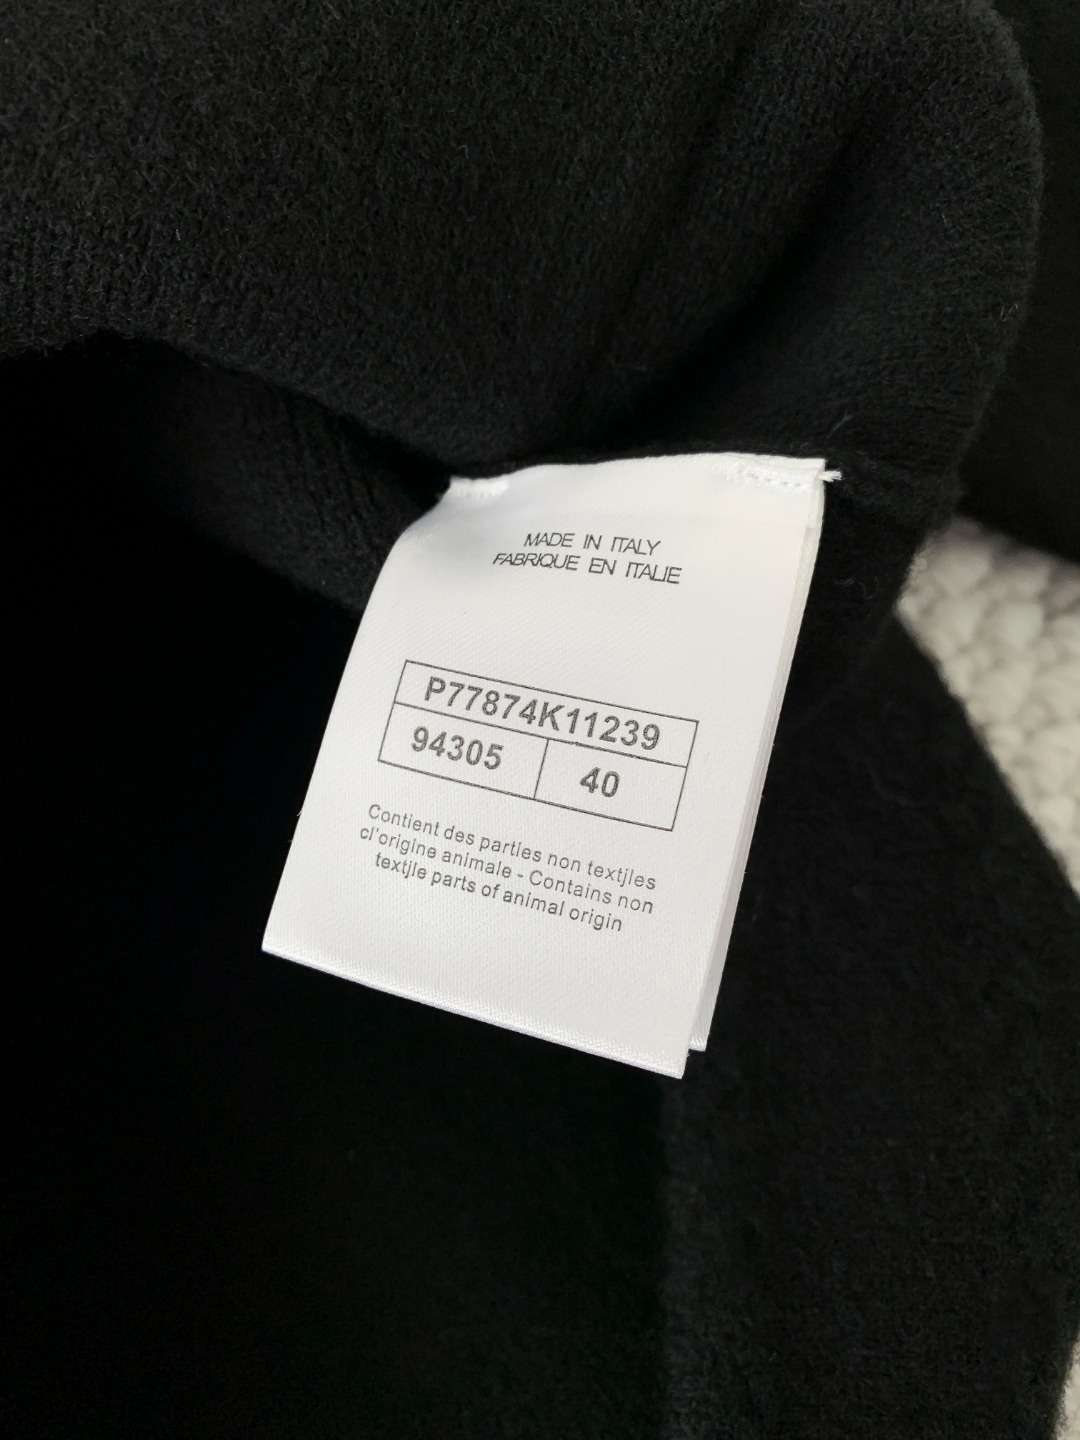 MADE IN ITALY
FABRIQUE EN ITALIE
P77874K11239
94305 40
Contient des partles non textjles
cl'origine animale - Contains non
textjle parts of animal origin